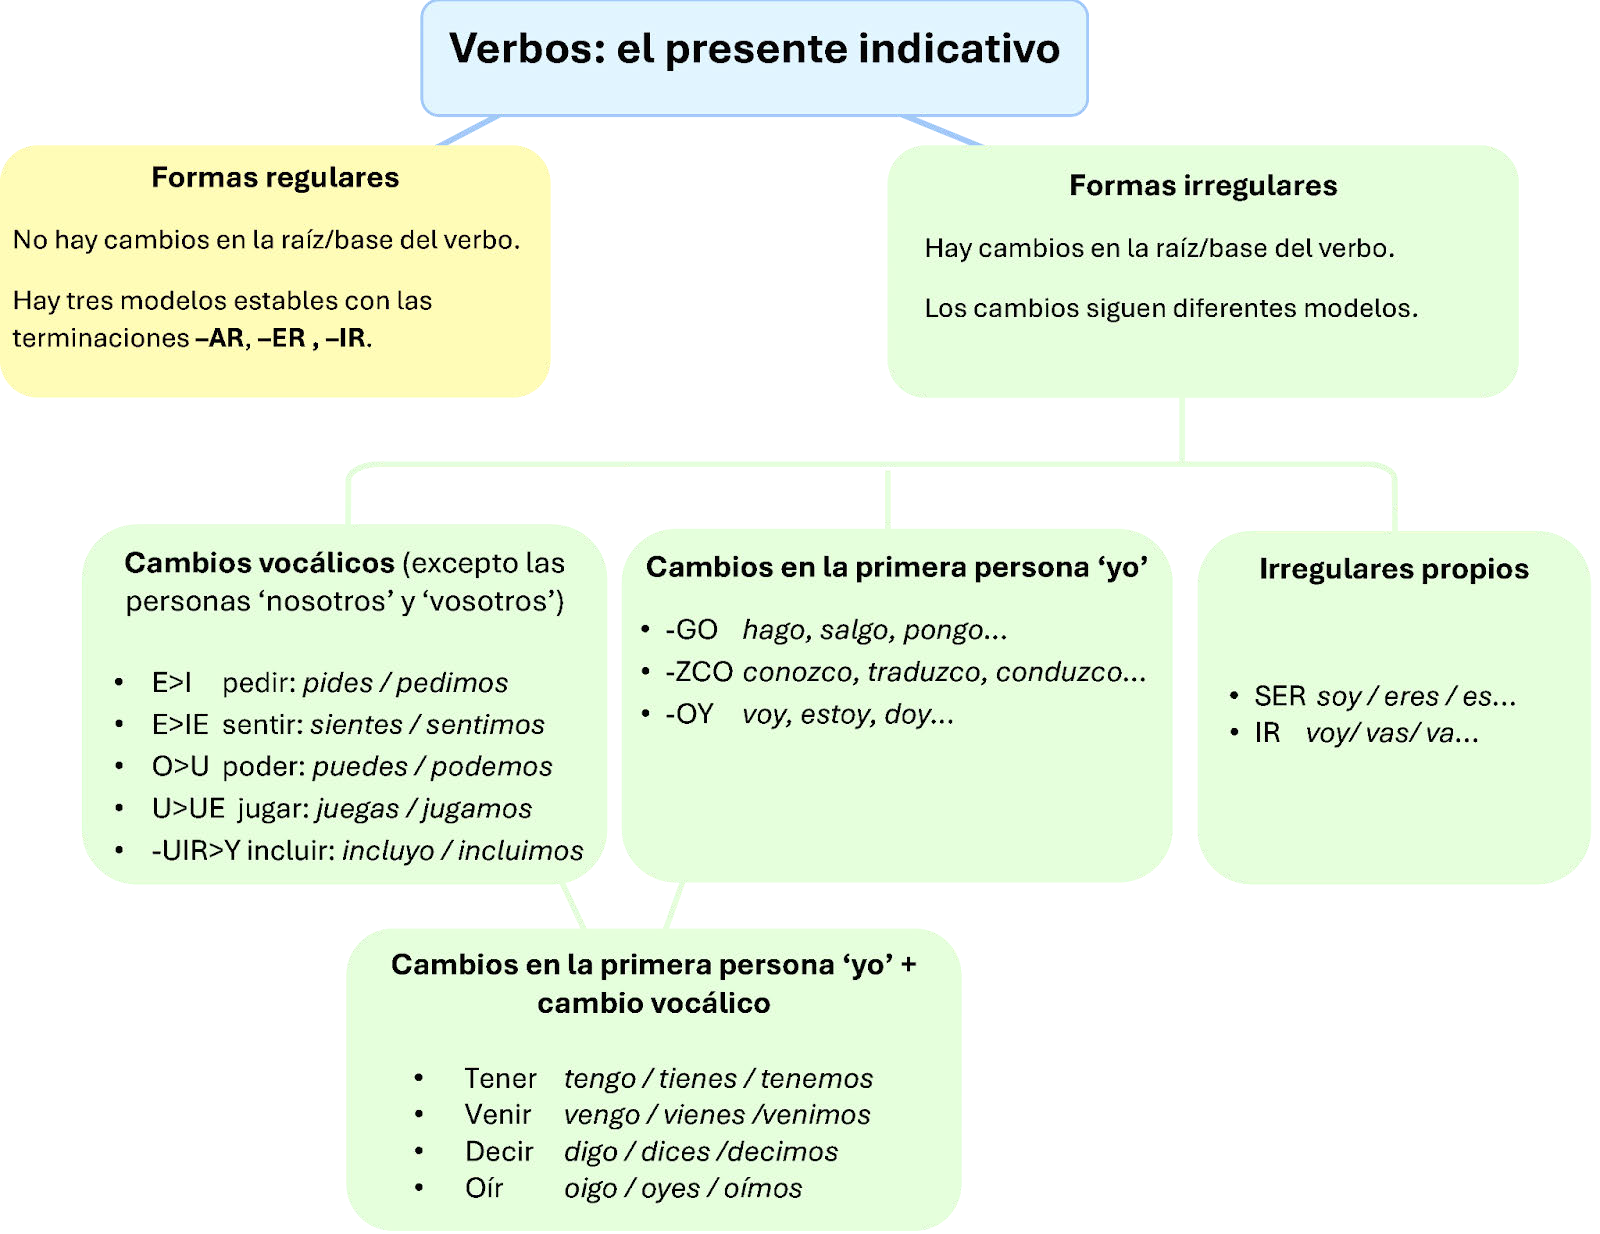 Verbos: el presente indicativo
Formas regulares
No hay cambios en la raíz/base del verbo.
Hay tres modelos estables con las
terminaciones –AR, –ER , –IR.
Formas irregulares
Hay cambios en la raíz/base del verbo.
Los cambios siguen diferentes modelos.
Cambios vocálicos (excepto las
personas ‘nosotros’ y ‘vosotros’)
• E>I pedir: pides / pedimos
• E>IE sentir: sientes / sentimos
• O>U poder: puedes / podemos
• U>UE jugar: juegas / jugamos
• -UIR>Y incluir: incluyo / incluimos
Cambios en la primera persona ‘yo’
• -GO hago, salgo, pongo...
• -ZCO conozco, traduzco, conduzco...
• -OY voy, estoy, doy...
Irregulares propios
• SER soy / eres / es...
• IR voy/ vas/ va...
Cambios en la primera persona ‘yo’ +
cambio vocálico
• Tener tengo / tienes / tenemos
• Venir vengo / vienes /venimos
• Decir digo / dices /decimos
• Oír oigo / oyes / oímos